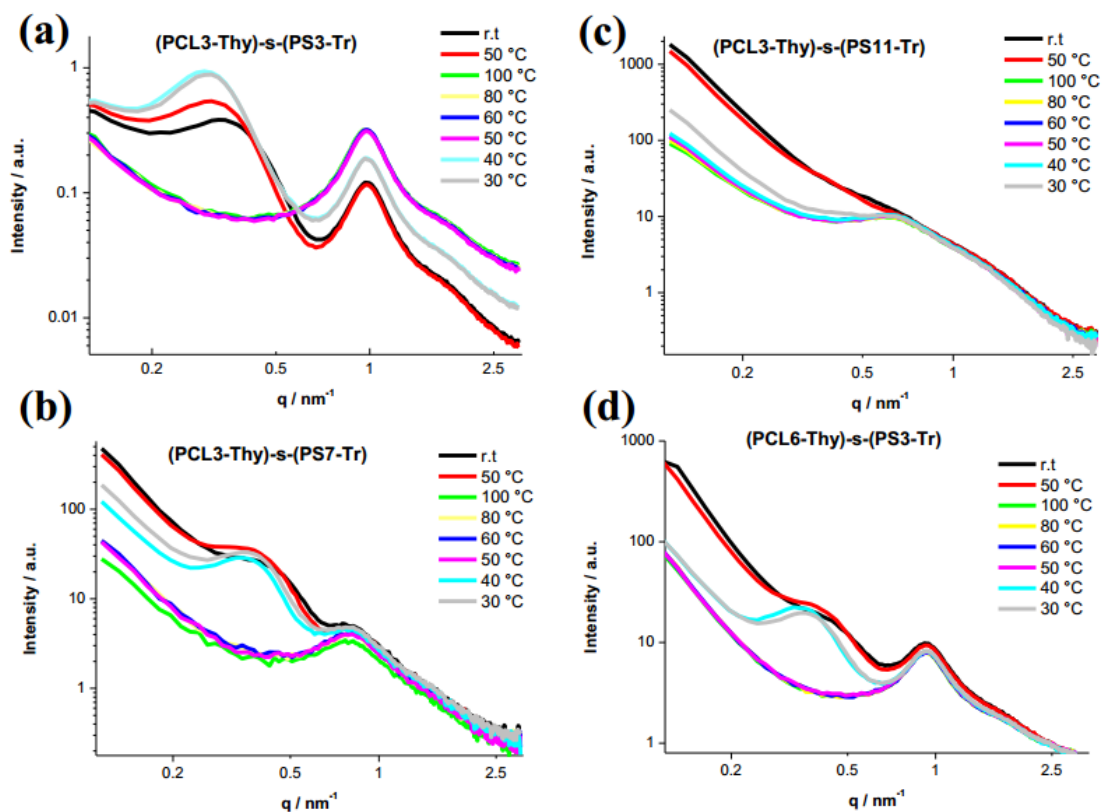 (a)
(PCL3-Thy)-s-(PS3-Tr)
r.t
50 °C
100 °C
80 °C
60 °C
50 °C
40 °C
30 °C
Intensity / a.u.
1
0.1
0.01
0.2
0.5
1
2.5
q / nm⁻¹
(c)
(PCL3-Thy)-s-(PS11-Tr)
r.t
50 °C
100 °C
80 °C
60 °C
50 °C
40 °C
30 °C
Intensity / a.u.
1000
100
10
1
0.2
0.5
1
2.5
q / nm⁻¹
(b)
(PCL3-Thy)-s-(PS7-Tr)
r.t
50 °C
100 °C
80 °C
60 °C
50 °C
40 °C
30 °C
Intensity / a.u.
100
10
1
0.2
0.5
1
2.5
q / nm⁻¹
(d)
(PCL6-Thy)-s-(PS3-Tr)
r.t
50 °C
100 °C
80 °C
60 °C
50 °C
40 °C
30 °C
Intensity / a.u.
1000
100
10
1
0.2
0.5
1
2.5
q / nm⁻¹